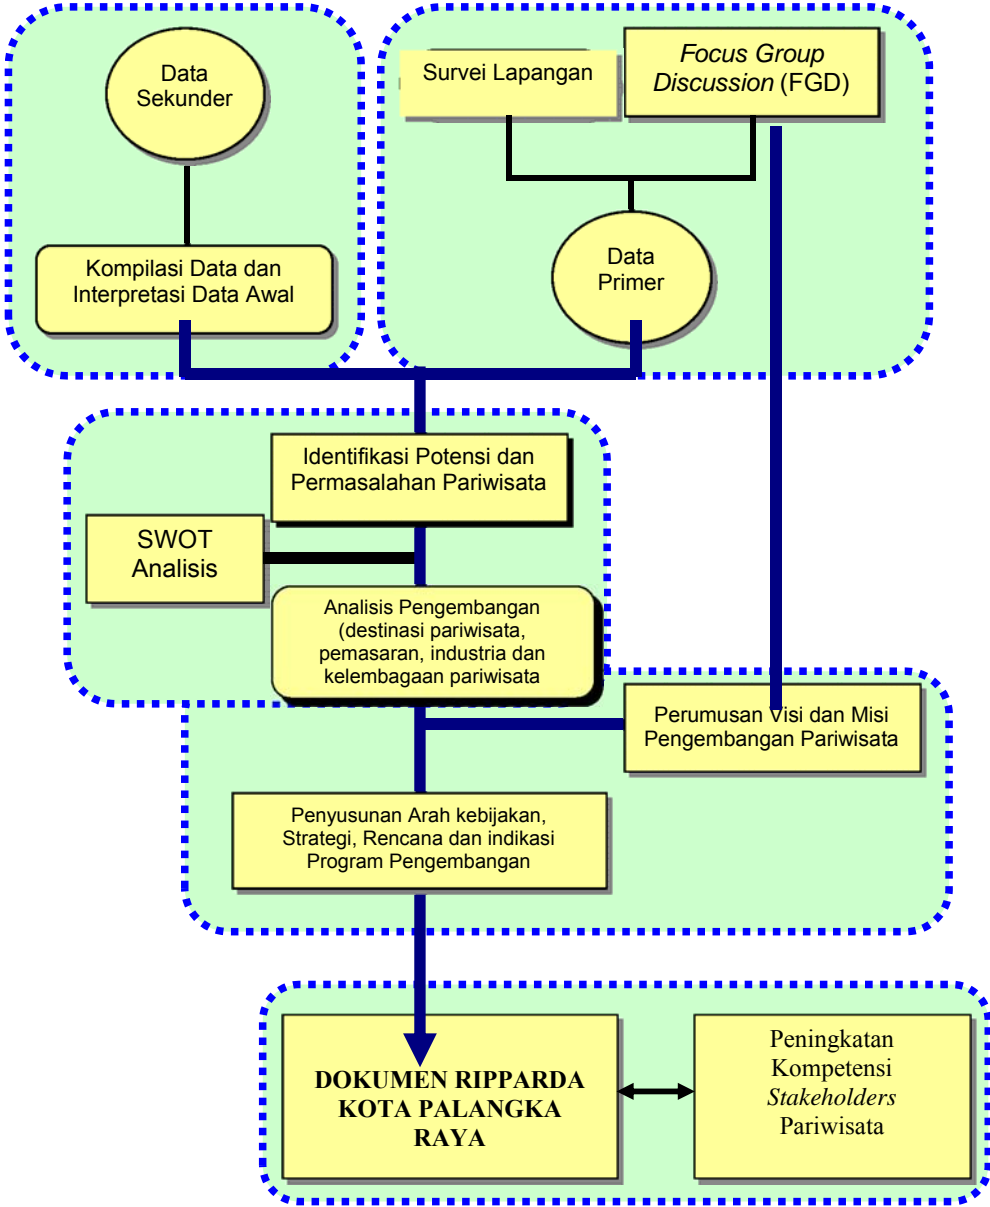 Data
Sekunder
Kompilasi Data dan
Interpretasi Data Awal
Survei Lapangan
Focus Group
Discussion (FGD)
Data
Primer
Identifikasi Potensi dan
Permasalahan Pariwisata
SWOT
Analisis
Analisis Pengembangan
(destinasi pariwisata,
pemasaran, industria dan
kelembagaan pariwisata
Perumusan Visi dan Misi
Pengembangan Pariwisata
Penyusunan Arah kebijakan,
Strategi, Rencana dan indikasi
Program Pengembangan
DOKUMEN RIPPARDA
KOTA PALANGKA
RAYA
Peningkatan
Kompetensi
Stakeholders
Pariwisata